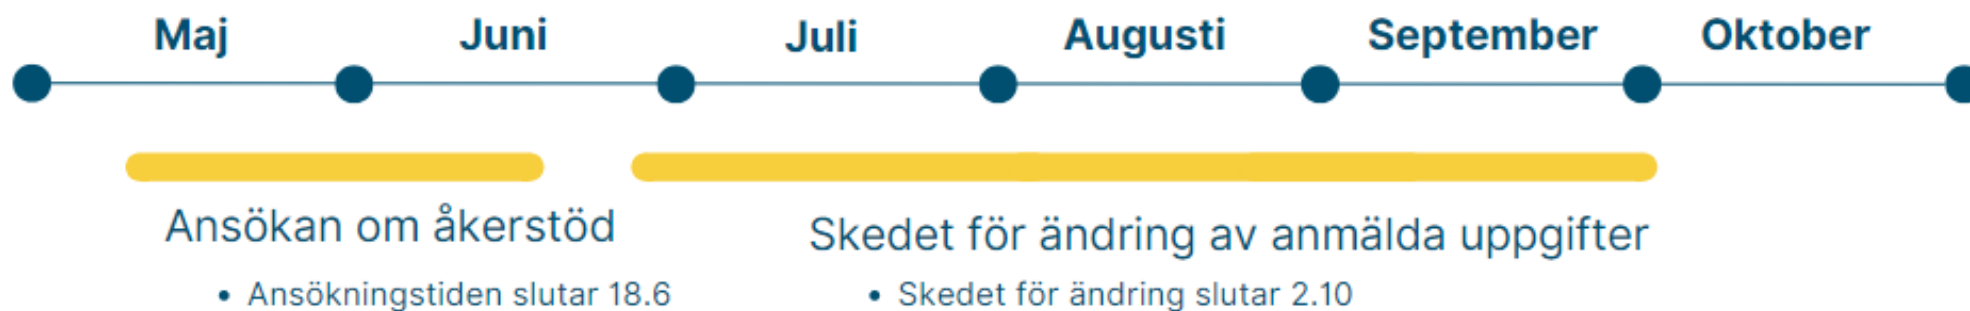 Maj Juni Juli Augusti September Oktober
Ansökan om åkerstöd
• Ansökningstiden slutar 18.6
Skedet för ändring av anmälda uppgifter
• Skedet för ändring slutar 2.10